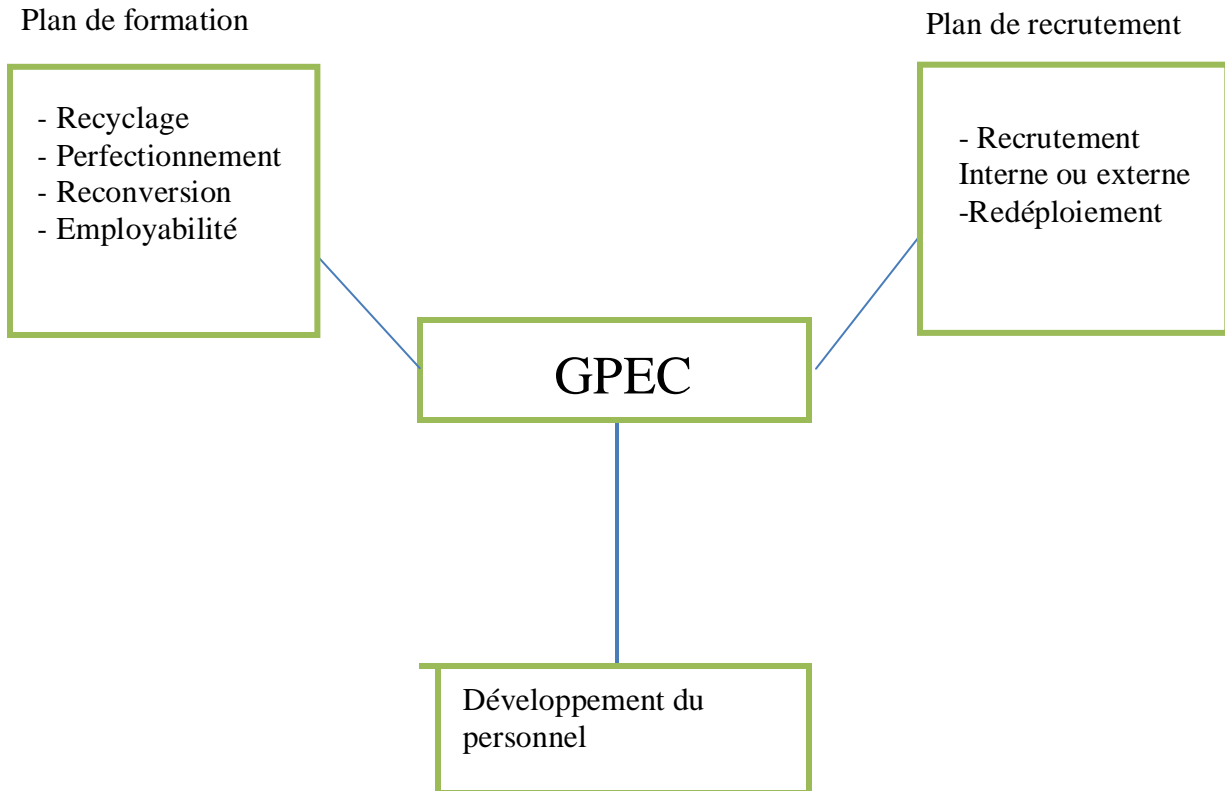 Plan de formation
- Recyclage
- Perfectionnement
- Reconversion
- Employabilité
Plan de recrutement
- Recrutement
Interne ou externe
-Redéploiement
GPEC
Développement du
personnel